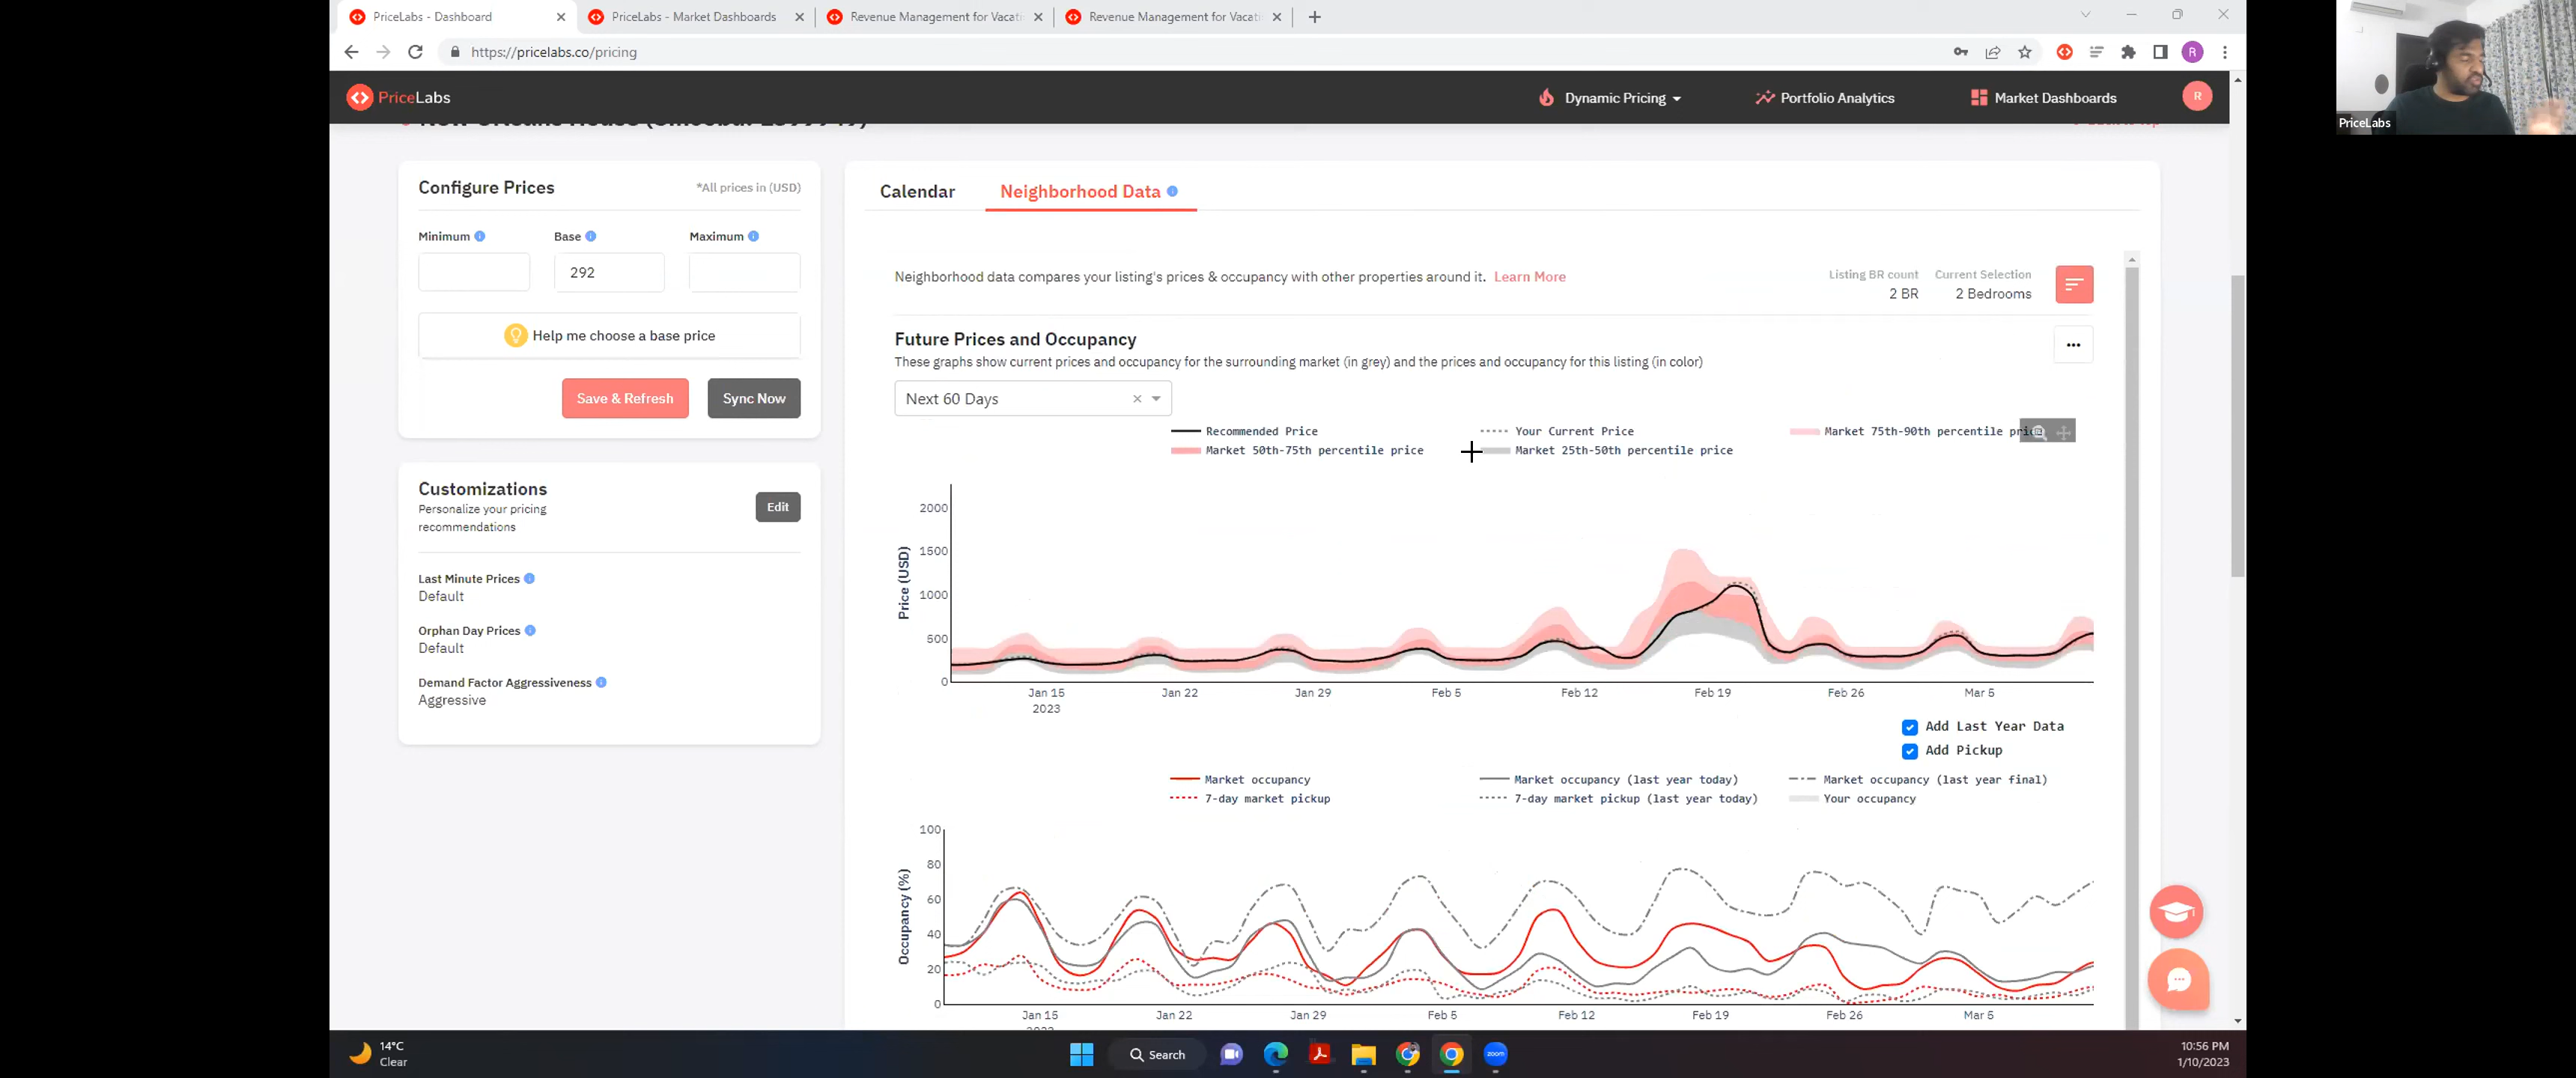 PriceLabs - Dashboard
PriceLabs - Market Dashboards
Revenue Management for Vacati
Revenue Management for Vacati
https://pricelabs.co/pricing
R
PriceLabs
PriceLabs
Dynamic Pricing
Portfolio Analytics
Market Dashboards
R
Configure Prices
*All prices in (USD)
Minimum
Base
Maximum
292
Help me choose a base price
Save & Refresh
Sync Now
Customizations
Personalize your pricing
recommendations
Edit
Last Minute Prices
Default
Orphan Day Prices
Default
Demand Factor Aggressiveness
Aggressive
Calendar
Neighborhood Data
Neighborhood data compares your listing's prices & occupancy with other properties around it. Learn More
Listing BR count
2 BR
Current Selection
2 Bedrooms
Future Prices and Occupancy
These graphs show current prices and occupancy for the surrounding market (in grey) and the prices and occupancy for this listing (in color)
Next 60 Days
Recommended Price
Your Current Price
Market 75th-90th percentile price
Market 50th-75th percentile price
Market 25th-50th percentile price
Price (USD)
2000
1500
1000
500
0
Jan 15
2023
Jan 22
Jan 29
Feb 5
Feb 12
Feb 19
Feb 26
Mar 5
Add Last Year Data
Add Pickup
Market occupancy
Market occupancy (last year today)
Market occupancy (last year final)
7-day market pickup
7-day market pickup (last year today)
Your occupancy
Occupancy (%)
100
80
60
40
20
0
Jan 15
Jan 22
Jan 29
Feb 5
Feb 12
Feb 19
Feb 26
Mar 5
14°C
Clear
Search
zoom
10:56 PM
1/10/2023